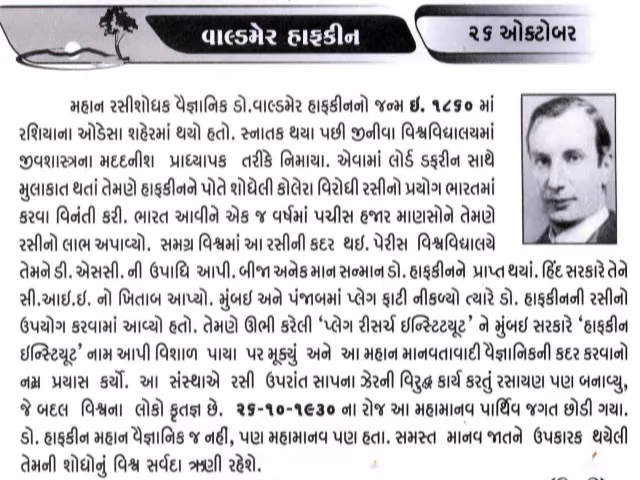 વાલ્ડમેર હાફકીન
૨૬ ઓક્ટોબર
મહાન રસીશોધક વૈજ્ઞાનિક ડો.વાલ્ડમેર હાફકીનનો જન્મ ઇ. ૧૮૬૦ માં
રશિયાના ઓડેસા શહેરમાં થયો હતો. સ્નાતક થયા પછી જીનીવા વિશ્વવિદ્યાલયમાં
જીવશાસ્ત્રના મદદનીશ પ્રાધ્યાપક તરીકે નિમાયા. એવામાં લોર્ડ ડફરીન સાથે
મુલાકાત થતાં તેમણે હાફકીનને પોતે શોધેલી કોલેરા વિરોધી રસીનો પ્રયોગ ભારતમાં
કરવા વિનંતી કરી. ભારત આવીને એક જ વર્ષમાં પચીસ હજાર માણસોને તેમણે
રસીનો લાભ અપાવ્યો. સમગ્ર વિશ્વમાં આ રસીની કદર થઇ. પેરીસ વિશ્વવિદ્યાલયે
તેમને ડી. એસસી. ની ઉપાધિ આપી. બીજા અનેક માન સન્માન ડો. હાફકીનને પ્રાપ્ત થયાં. હિંદ સરકારે તેને
સી.આઇ.ઇ. નો ખિતાબ આપ્યો. મુંબઇ અને પંજાબમાં પ્લેગ ફાટી નીકળ્યો ત્યારે ડો. હાફકીનની રસીનો
ઉપયોગ કરવામાં આવ્યો હતો. તેમણે ઊભી કરેલી ‘પ્લેગ રીસર્ચ ઇન્સ્ટિટયૂટ’ ને મુંબઇ સરકારે ‘હાફકીન
ઇન્સ્ટિયૂટ’ નામ આપી વિશાળ પાયા પર મૂક્યું અને આ મહાન માનવતાવાદી વૈજ્ઞાનિકની કદર કરવાનો
નમ્ર પ્રયાસ કર્યો. આ સંસ્થાએ રસી ઉપરાંત સાપના ઝેરની વિરુદ્ધ કાર્ય કરતું રસાયણ પણ બનાવ્યુ,
જે બદલ વિશ્વના લોકો કૃતજ્ઞ છે. ૨૬-૧૦-૧૯૩૦ ના રોજ આ મહામાનવ પાર્થિવ જગત છોડી ગયા.
ડો. હાફકીન મહાન વૈજ્ઞાનિક જ નહીં, પણ મહામાનવ પણ હતા. સમસ્ત માનવ જાતને ઉપકારક થયેલી
તેમની શોધોનું વિશ્વ સર્વદા ઋણી રહેશે.